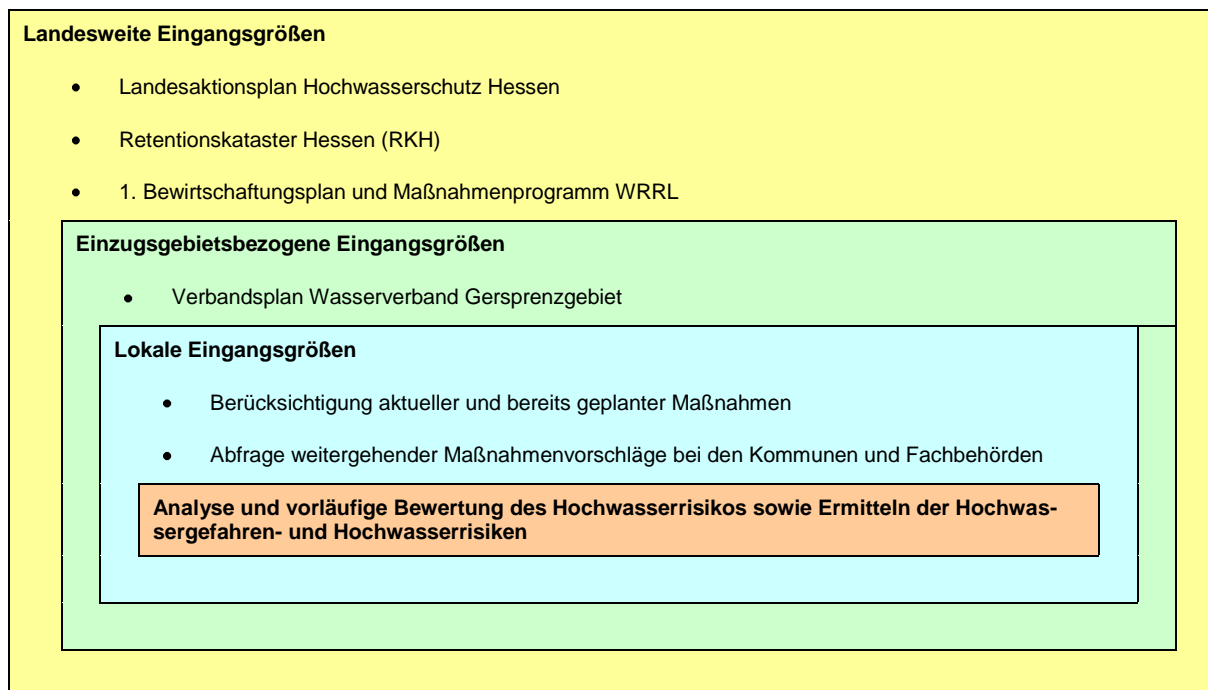 Landesweite Eingangsgrößen
• Landesaktionsplan Hochwasserschutz Hessen
• Retentionskataster Hessen (RKH)
• 1. Bewirtschaftungsplan und Maßnahmenprogramm WRRL
Einzugsgebietsbezogene Eingangsgrößen
• Verbandsplan Wasserverband Gersprenzgebiet
Lokale Eingangsgrößen
• Berücksichtigung aktueller und bereits geplanter Maßnahmen
• Abfrage weitergehender Maßnahmenvorschläge bei den Kommunen und Fachbehörden
Analyse und vorläufige Bewertung des Hochwasserrisikos sowie Ermitteln der Hochwas-
sergefahren- und Hochwasserrisiken